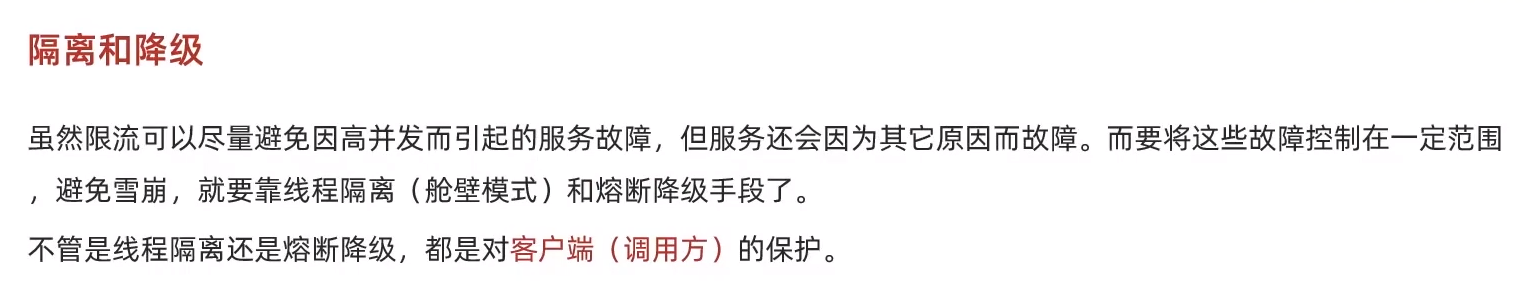 隔离和降级
虽然限流可以尽量避免因高并发而引起的服务故障，但服务还会因为其它原因而故障。而要将这些故障控制在一定范围
，避免雪崩，就要靠线程隔离（舱壁模式）和熔断降级手段了。
不管是线程隔离还是熔断降级，都是对客户端（调用方）的保护。